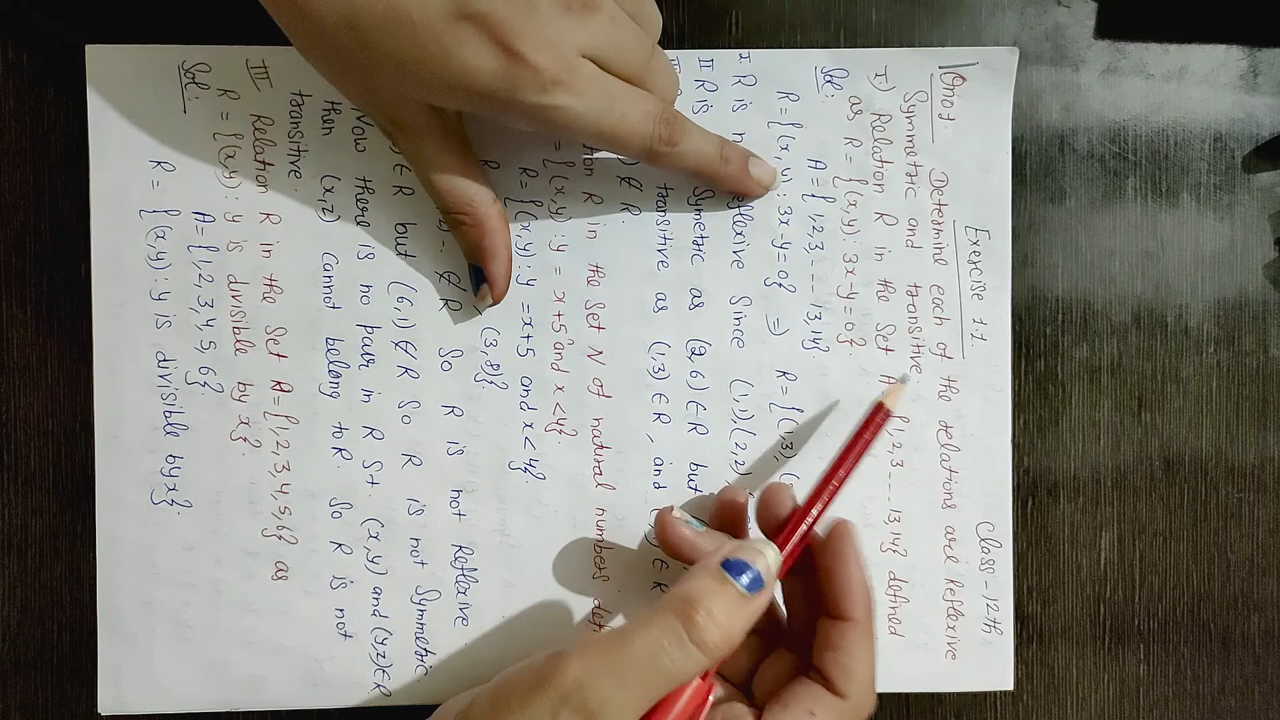 Exercise 1.1. Class-12th
Qno1. Determine each of the relations are Reflexive
Symmetric and transitive.
I) Relation R in the Set A {1,2,3---13,14} defined
as R = {(x,y): 3x-y=0}.
Sol: A={1,2,3,---13,14}
R={(x,y): 3x-y=0} => R={(1,3),
I R is reflexive Since (1,1),(2,2)
II R is Symetric as (2,6)∈R but
transitive as (1,3)∈R, and ∈ R
∉ R.
R in the Set N of natural numbers
= {(x,y): y = x+5 and x<4}.
R={(x,y): y=x+5 and x<4}.
R (3,8)}.
∉R So R is not Reflexive
∈R but (6,1)∉R So R is not Symmetric
Now there is no pair in R St. (x,y) and (y,z)∈R
then (x,z) cannot belong to R. So R is not
transitive.
III Relation R in the Set A={1,2,3,4,5,6} as
R = {(x,y): y is divisible by x}.
Sol: A={1,2,3,4,5,6}
R= {(x,y): y is divisible by x}.